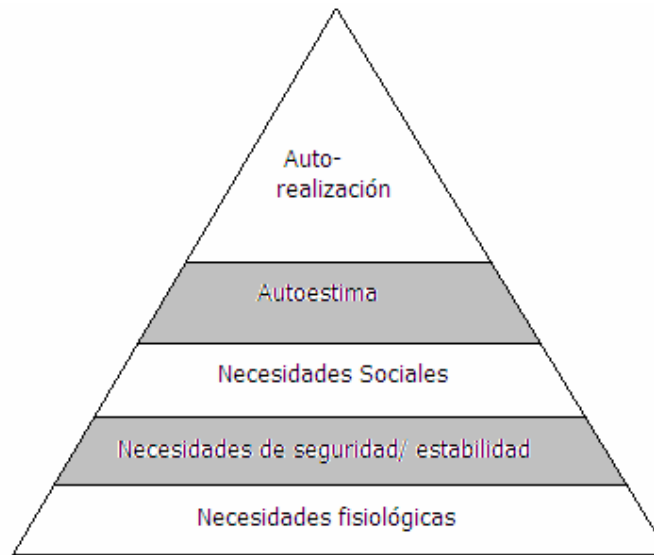 Auto-
realización
Autoestima
Necesidades Sociales
Necesidades de seguridad/ estabilidad
Necesidades fisiológicas